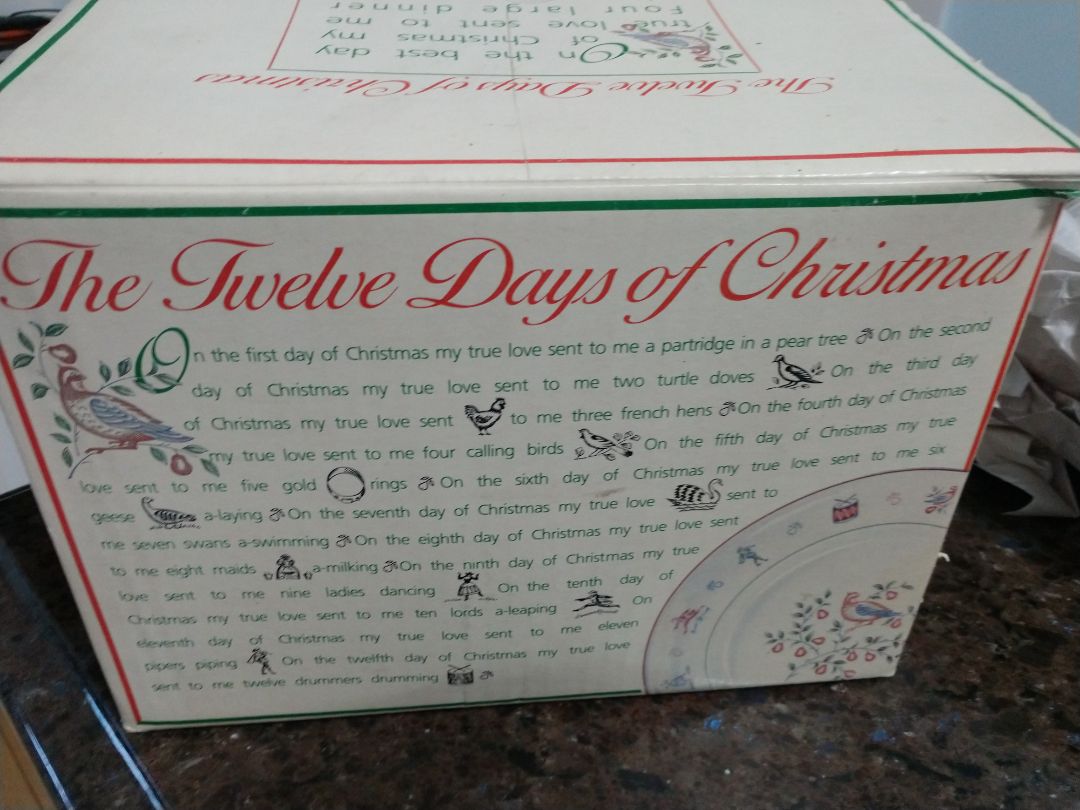 The Twelve Days of Christmas
On the best day
of Christmas my
true love sent to me
Four large dinner
The Twelve Days of Christmas
On the first day of Christmas my true love sent to me a partridge in a pear tree On the second
day of Christmas my true love sent to me two turtle doves On the third day
of Christmas my true love sent to me three french hens On the fourth day of Christmas
my true love sent to me four calling birds On the fifth day of Christmas my true
love sent to me five gold rings On the sixth day of Christmas my true love sent to me six
geese a-laying On the seventh day of Christmas my true love sent to
me seven swans a-swimming On the eighth day of Christmas my true love sent
to me eight maids a-milking On the ninth day of Christmas my true
love sent to me nine ladies dancing On the tenth day of
Christmas my true love sent to me ten lords a-leaping On
eleventh day of Christmas my true love sent to me eleven
pipers piping On the twelfth day of Christmas my true love
sent to me twelve drummers drumming